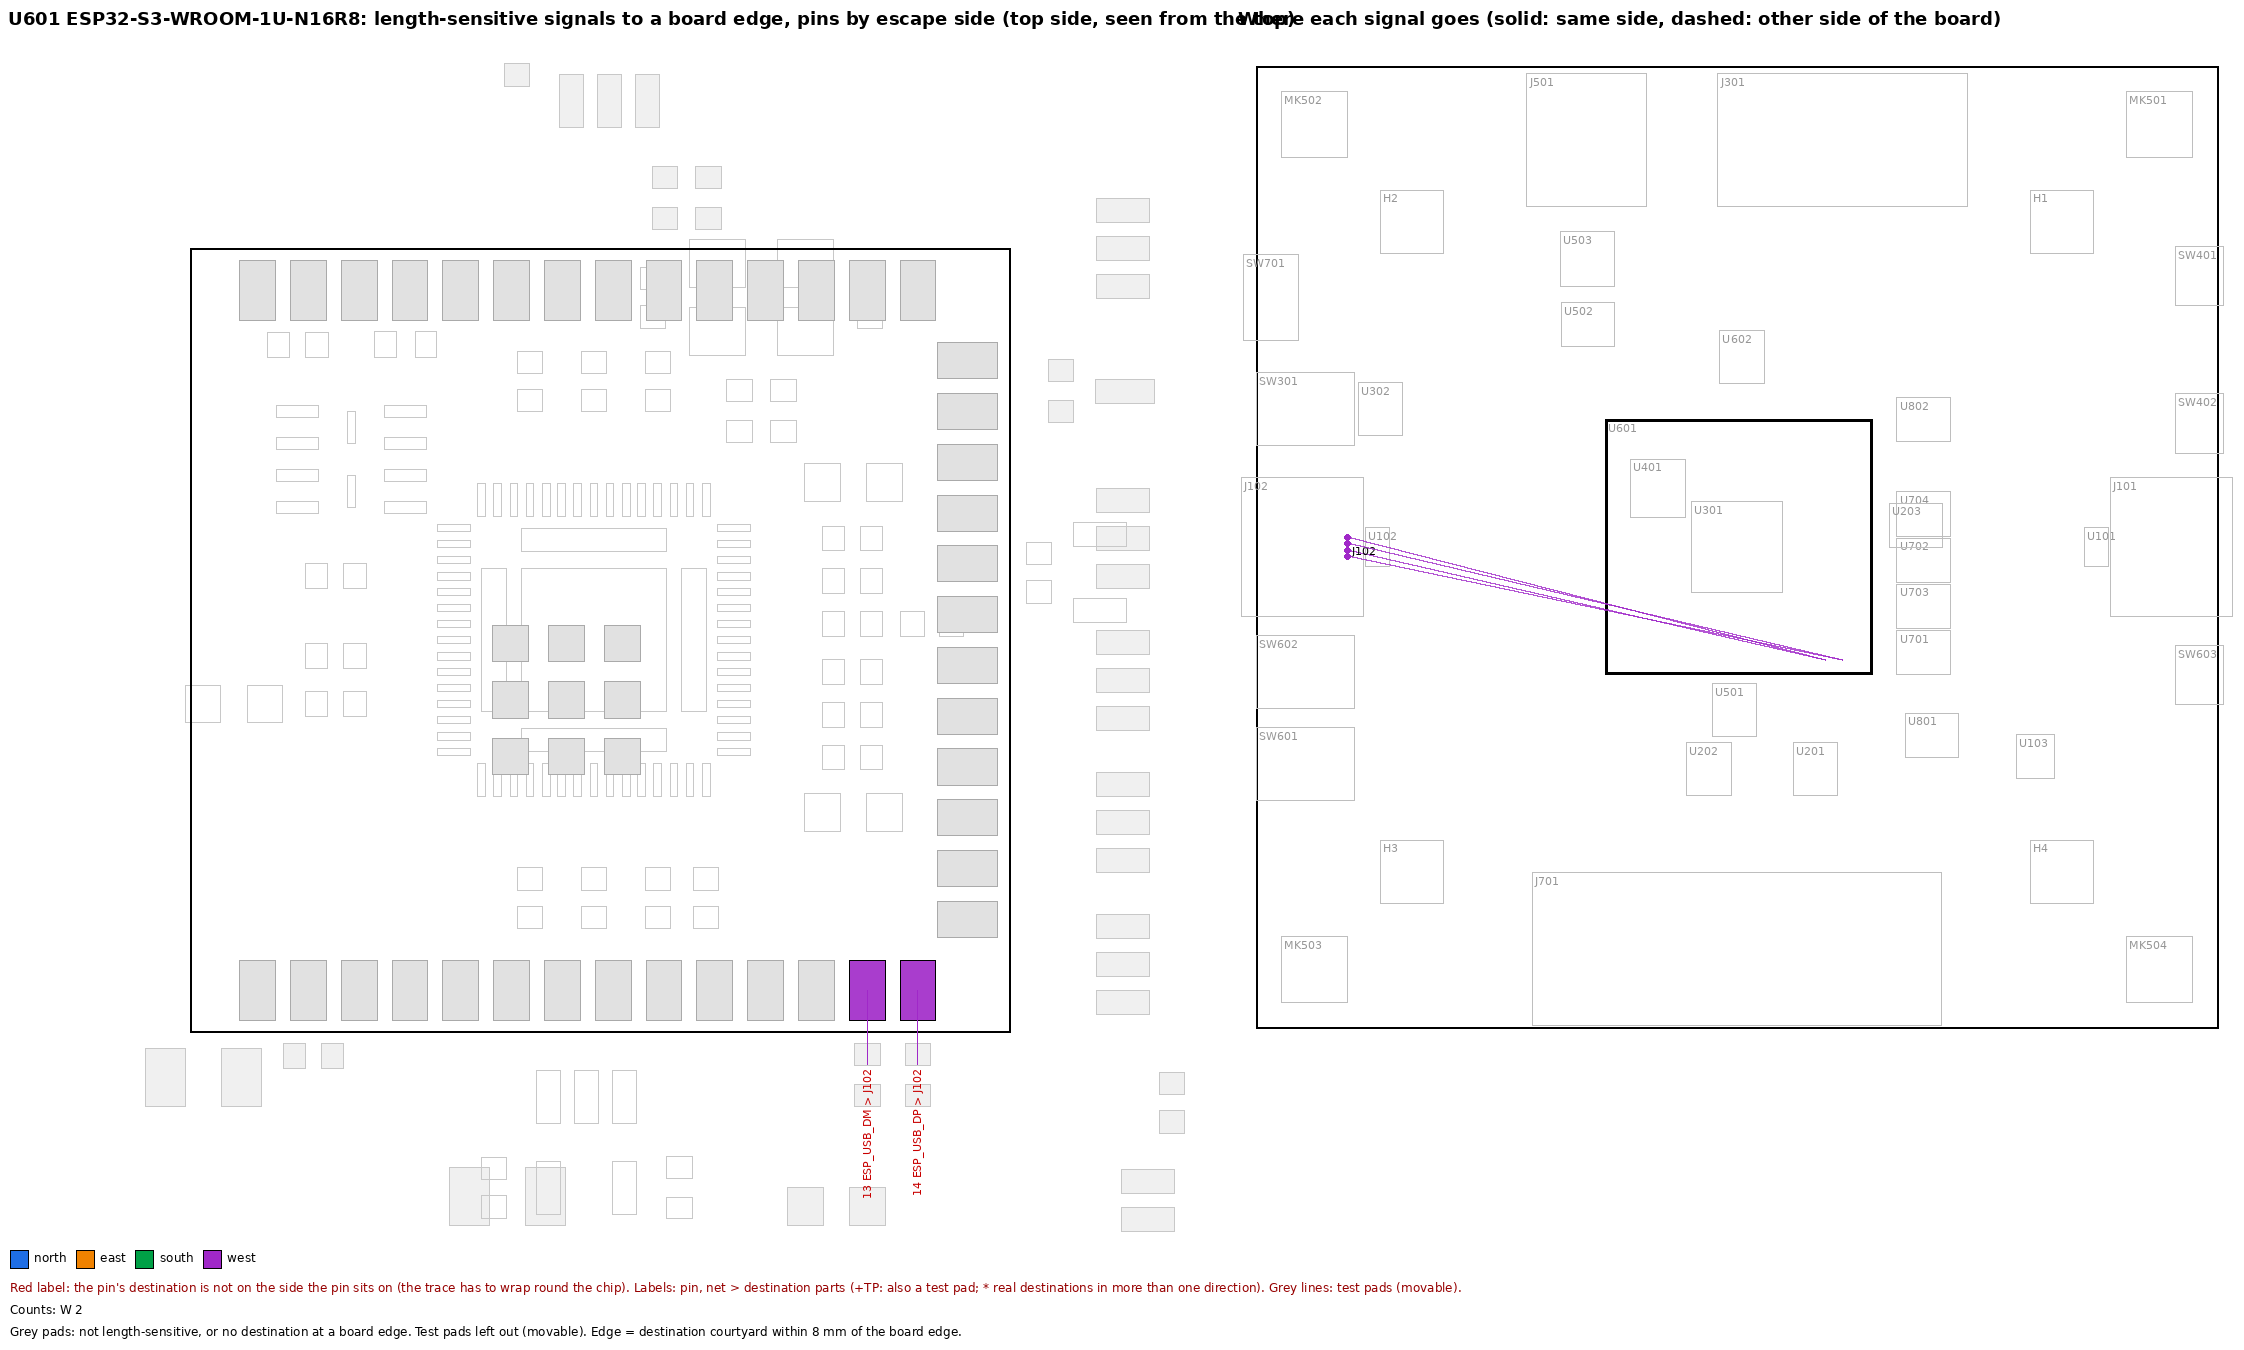 U601 ESP32-S3-WROOM-1U-N16R8: length-sensitive signals to a board edge, pins by escape side (top side, seen from the top)
Where each signal goes (solid: same side, dashed: other side of the board)
MK502
J501
J301
MK501
H2
H1
U503
SW701
SW401
U502
U602
SW301
U302
U802
SW402
U601
U401
J102
J101
U704
U301
U203
U102
U101
J102
U702
U703
SW602
U701
SW603
U501
U801
SW601
U202
U201
U103
H3
H4
J701
MK503
MK504
13 ESP_USB_DM > J102
14 ESP_USB_DP > J102
north east south west
Red label: the pin's destination is not on the side the pin sits on (the trace has to wrap round the chip). Labels: pin, net > destination parts (+TP: also a test pad; * real destinations in more than one direction). Grey lines: test pads (movable).
Counts: W 2
Grey pads: not length-sensitive, or no destination at a board edge. Test pads left out (movable). Edge = destination courtyard within 8 mm of the board edge.